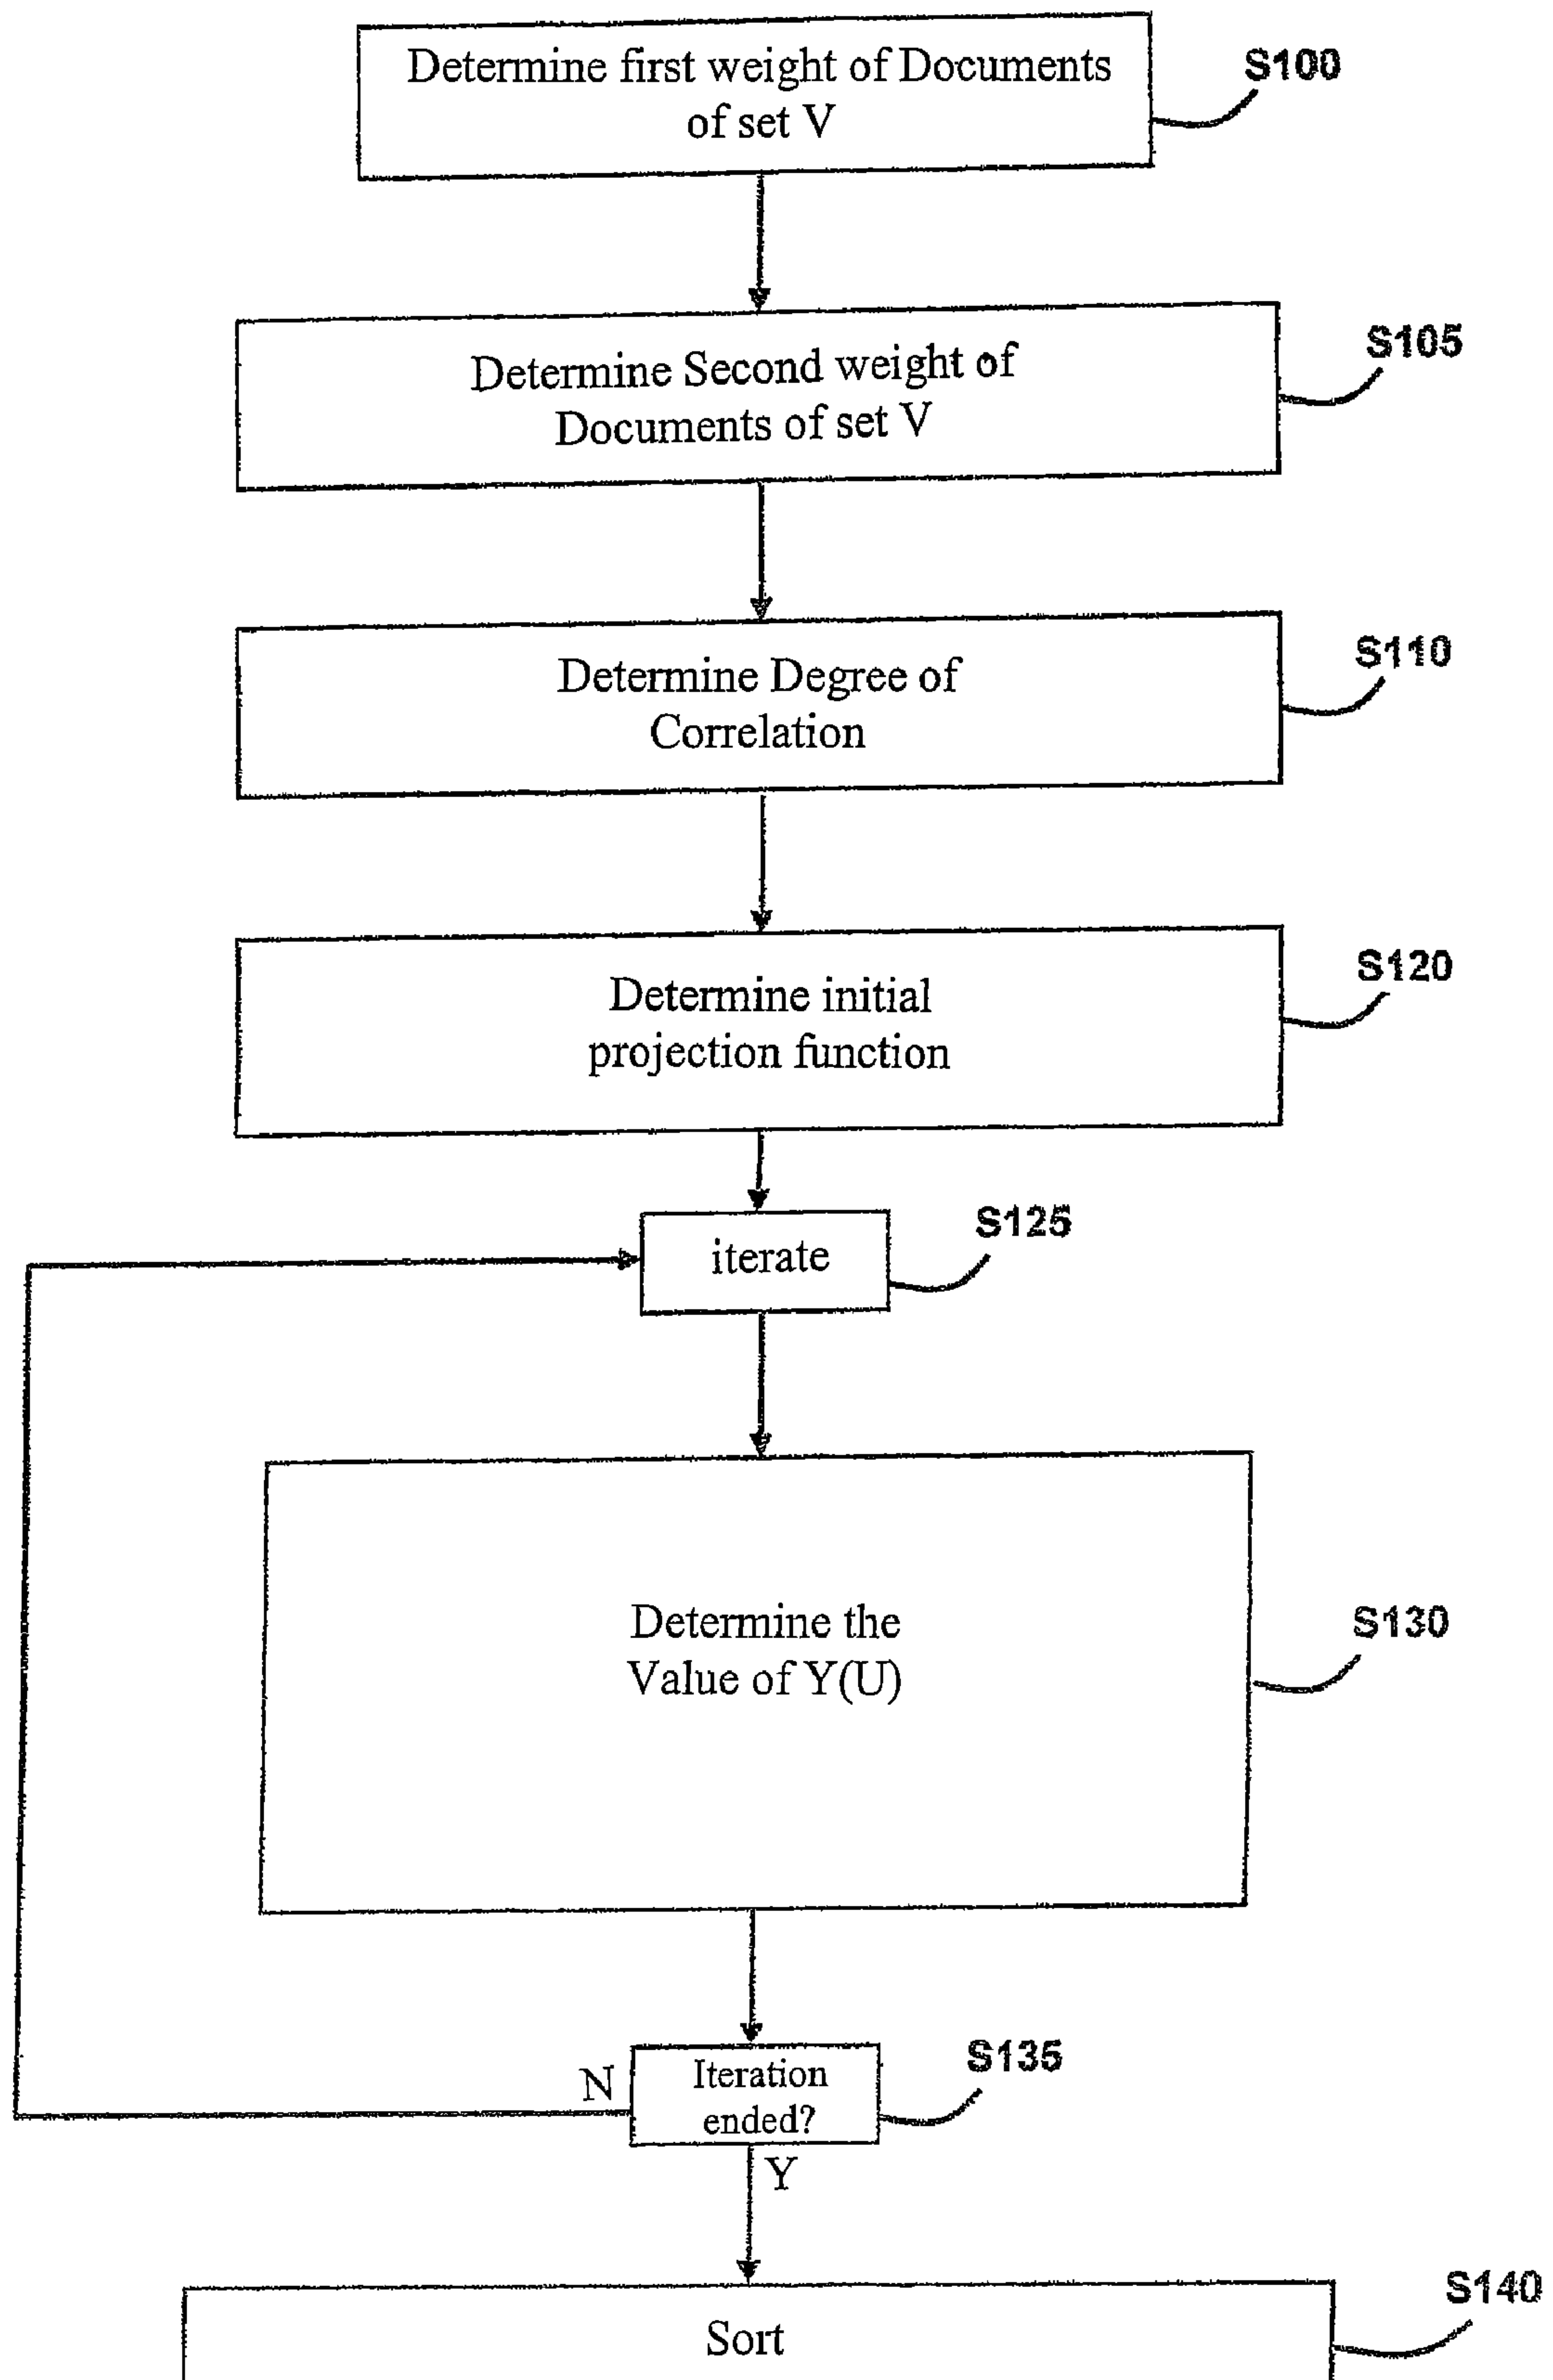 Determine first weight of Documents
of set V
S100
Determine Second weight of
Documents of set V
S105
Determine Degree of
Correlation
S110
Determine initial
projection function
S120
iterate
S125
Determine the
Value of Y(U)
S130
Iteration
ended?
S135
N
Y
Sort
S140